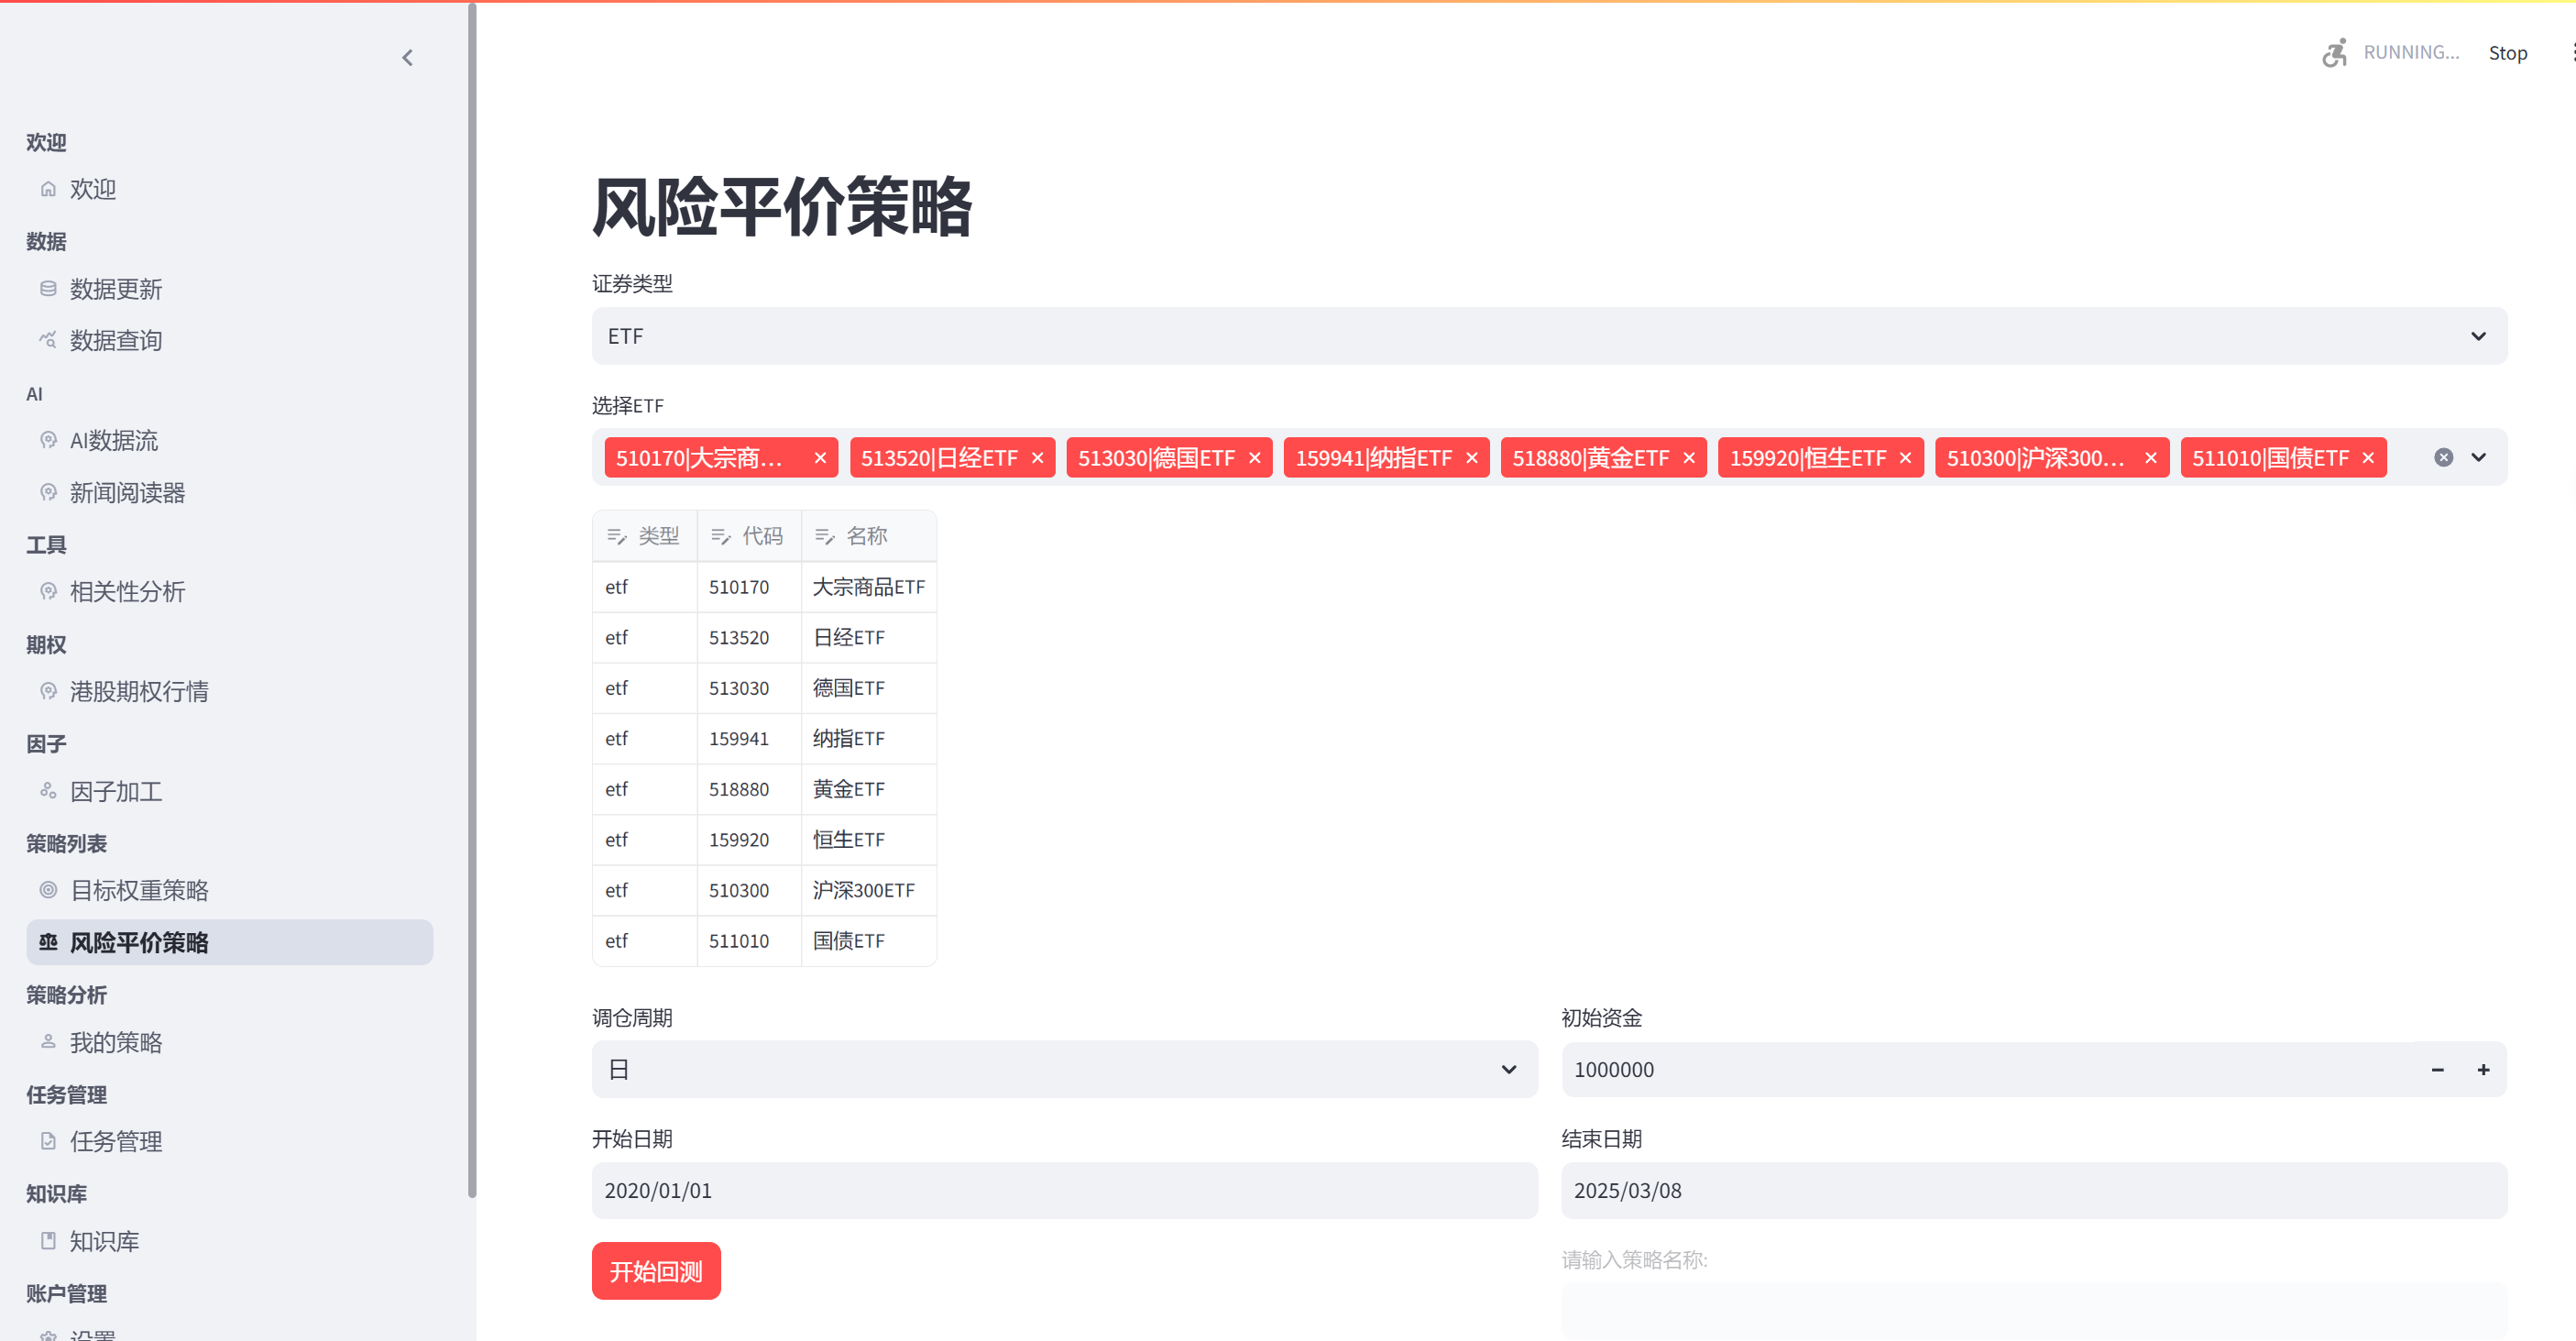 RUNNING...
Stop
欢迎
欢迎
数据
数据更新
数据查询
AI
AI数据流
新闻阅读器
工具
相关性分析
期权
港股期权行情
因子
因子加工
策略列表
目标权重策略
风险平价策略
策略分析
我的策略
任务管理
任务管理
知识库
知识库
账户管理
设置
风险平价策略
证券类型
ETF
选择ETF
510170|大宗商... 513520|日经ETF 513030|德国ETF 159941|纳指ETF 518880|黄金ETF 159920|恒生ETF 510300|沪深300... 511010|国债ETF
类型 代码 名称
etf 510170 大宗商品ETF
etf 513520 日经ETF
etf 513030 德国ETF
etf 159941 纳指ETF
etf 518880 黄金ETF
etf 159920 恒生ETF
etf 510300 沪深300ETF
etf 511010 国债ETF
调仓周期 初始资金
日 1000000
开始日期 结束日期
2020/01/01 2025/03/08
开始回测
请输入策略名称: